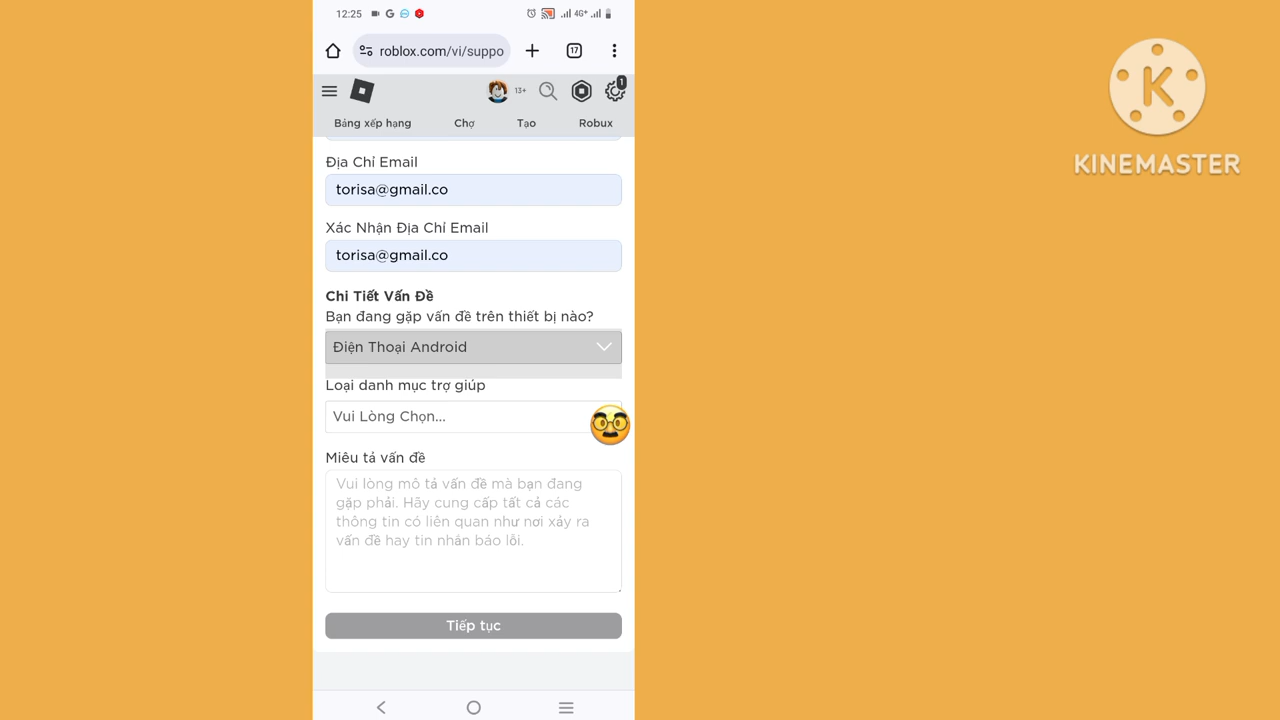 12:25
4G+
roblox.com/vi/suppo
17
13+
1
Bảng xếp hạng Chợ Tạo Robux
Địa Chỉ Email
torisa@gmail.co
Xác Nhận Địa Chỉ Email
torisa@gmail.co
Chi Tiết Vấn Đề
Bạn đang gặp vấn đề trên thiết bị nào?
Điện Thoại Android
Loại danh mục trợ giúp
Vui Lòng Chọn...
Miêu tả vấn đề
Vui lòng mô tả vấn đề mà bạn đang
gặp phải. Hãy cung cấp tất cả các
thông tin có liên quan như nơi xảy ra
vấn đề hay tin nhắn báo lỗi.
Tiếp tục
K
KINEMASTER